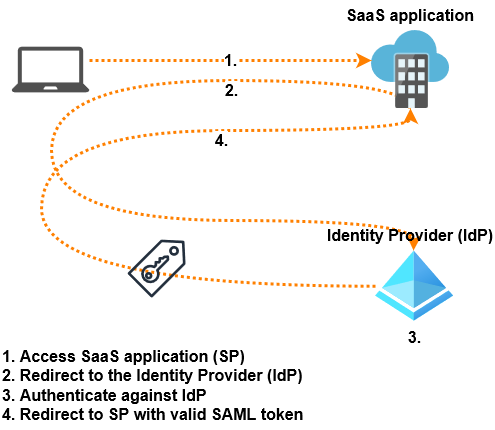 SaaS application
1.
2.
4.
Identity Provider (IdP)
3.
1. Access SaaS application (SP)
2. Redirect to the Identity Provider (IdP)
3. Authenticate against IdP
4. Redirect to SP with valid SAML token